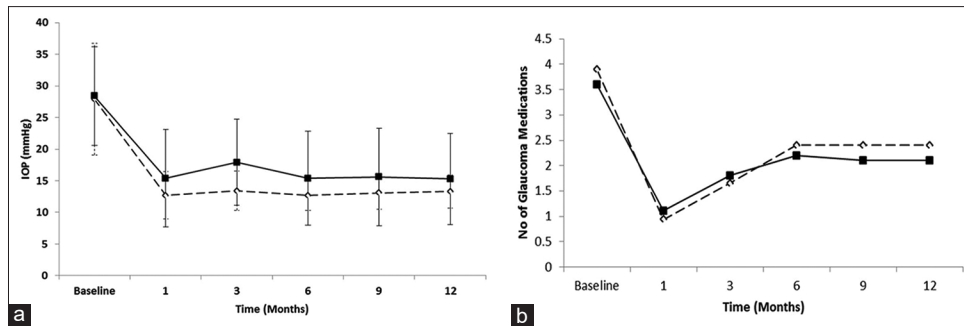 40
35
30
25
20
15
10
5
0
IOP (mmHg)
Baseline 1 3 6 9 12
Time (Months)
a
4.5
4
3.5
3
2.5
2
1.5
1
0.5
0
No of Glaucoma Medications
Baseline 1 3 6 9 12
Time (Months)
b